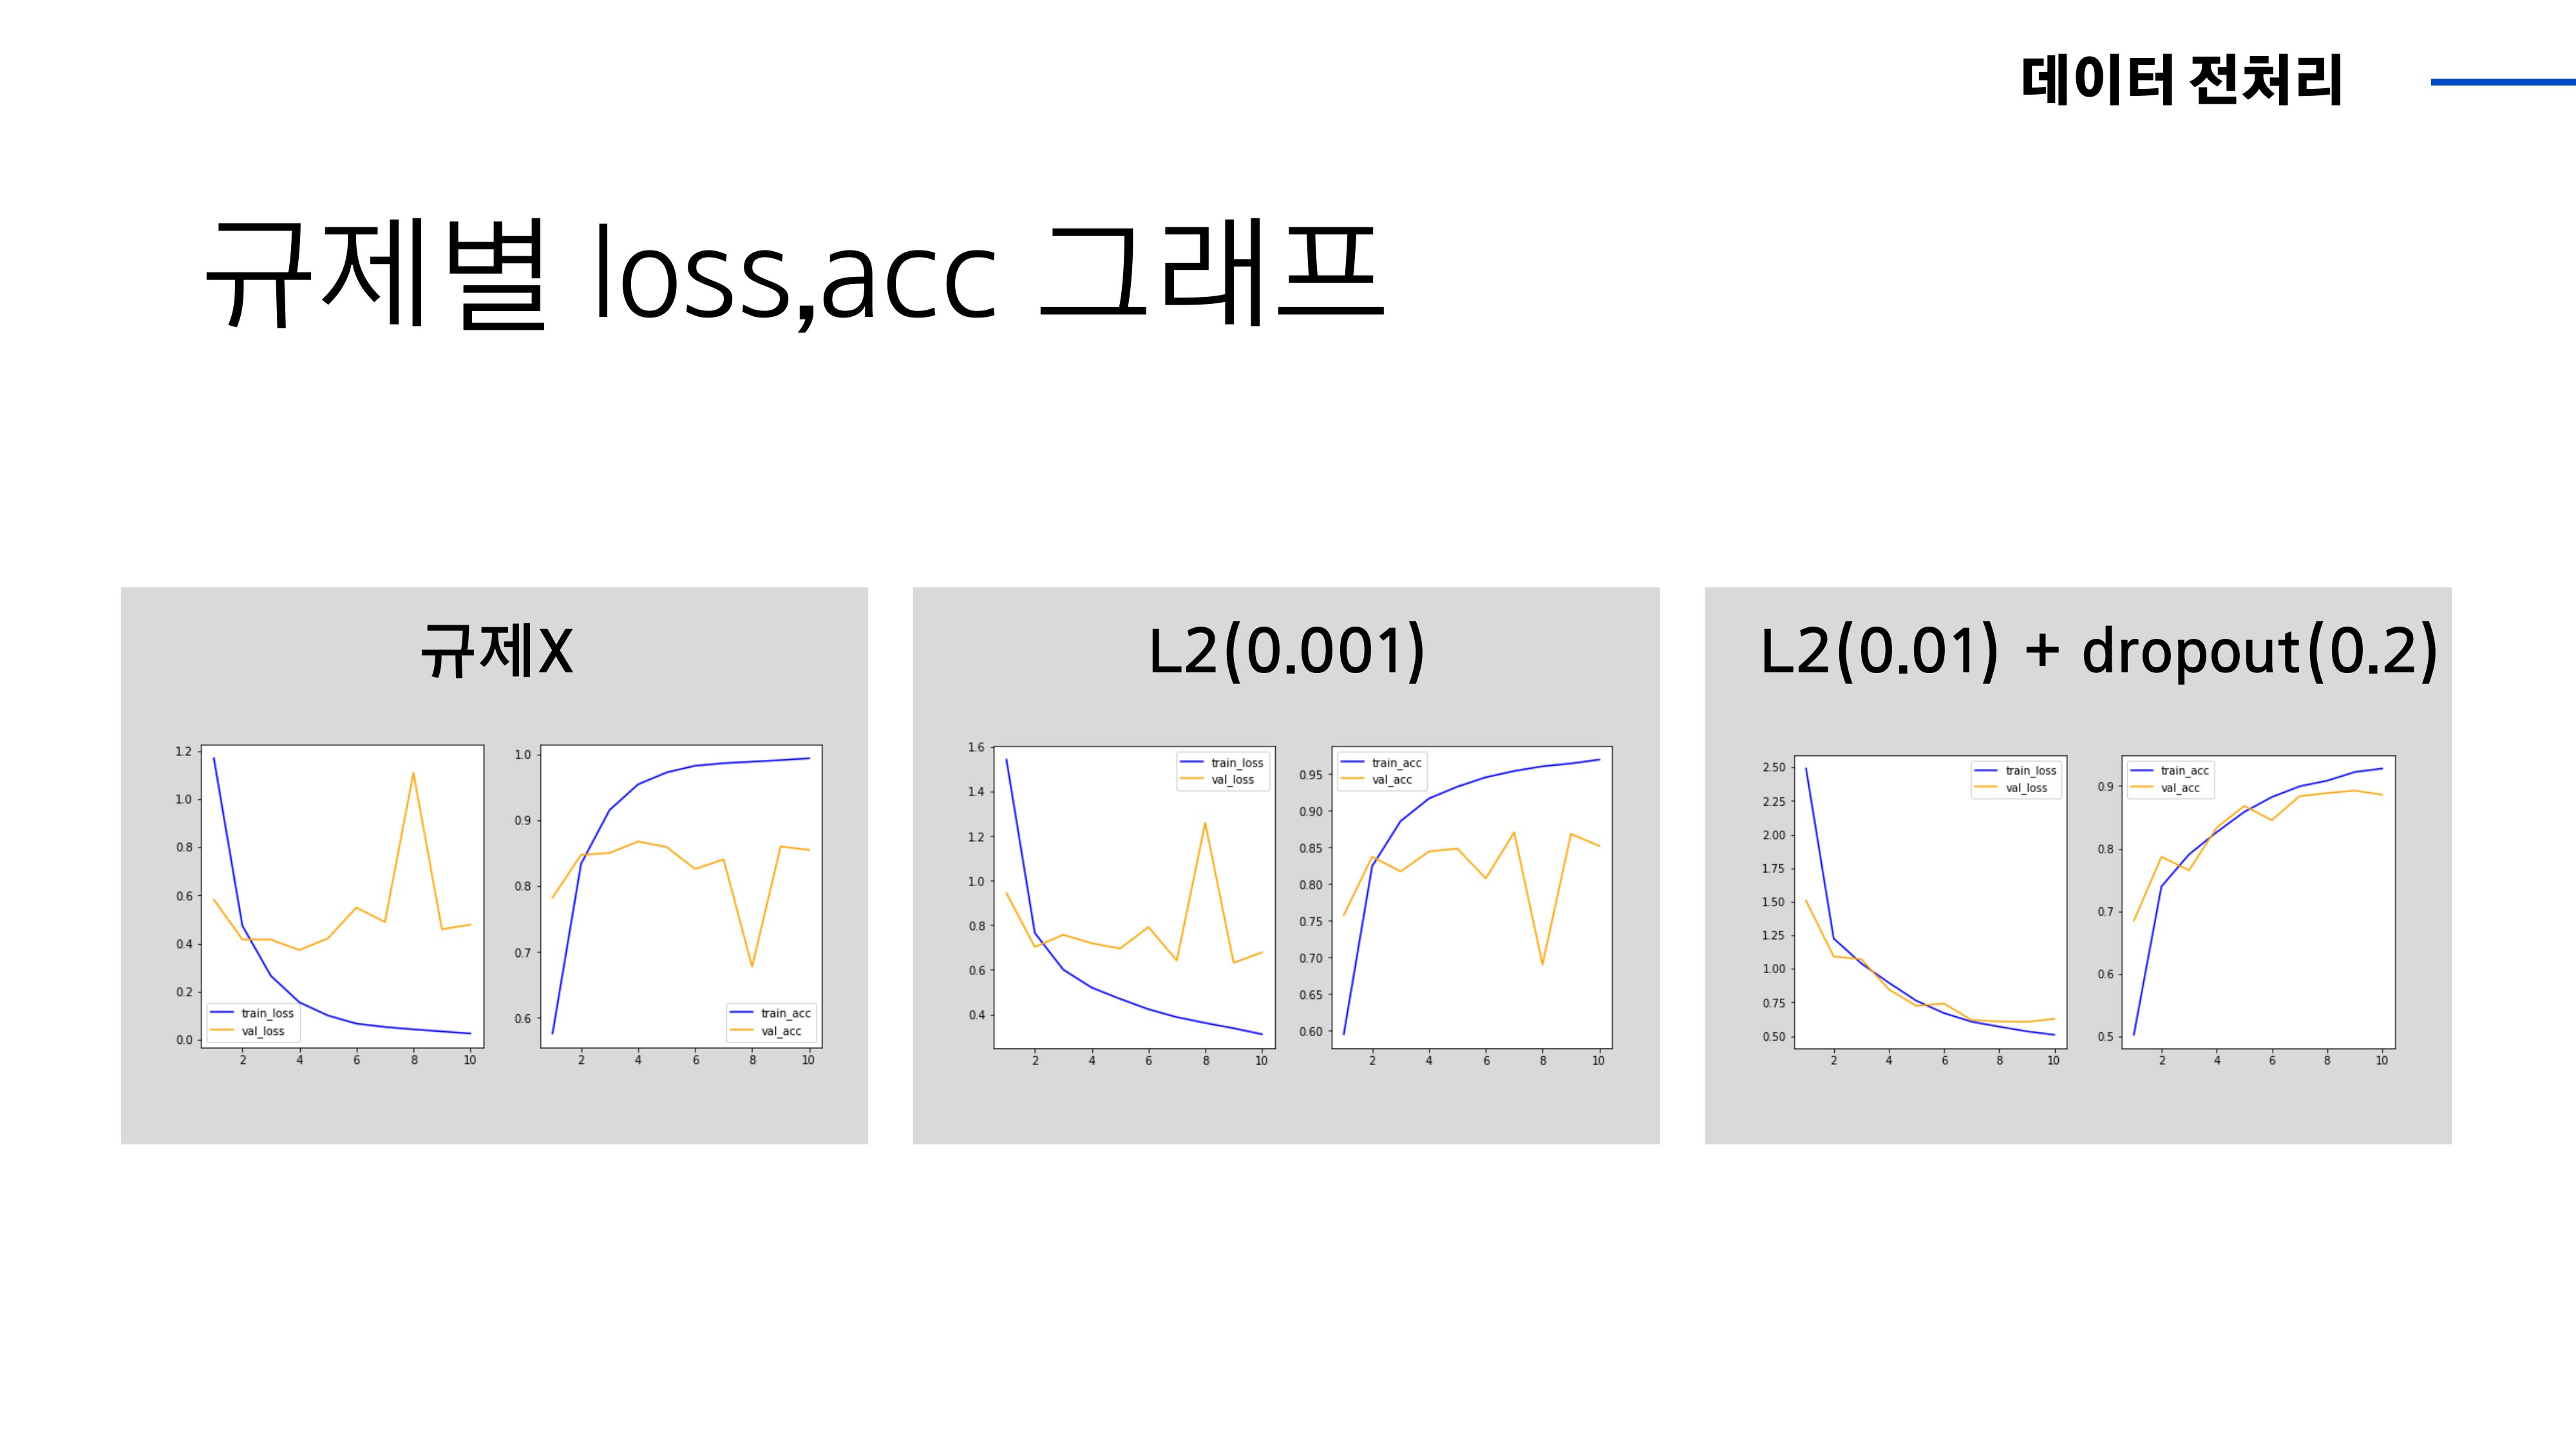 데이터 전처리
규제별 loss,acc 그래프
규제X
1.2
1.0
0.8
0.6
0.4
0.2
0.0
train_loss
val_loss
2 4 6 8 10
1.0
0.9
0.8
0.7
0.6
train_acc
val_acc
2 4 6 8 10
L2(0.001)
1.6
1.4
1.2
1.0
0.8
0.6
0.4
train_loss
val_loss
2 4 6 8 10
0.95
0.90
0.85
0.80
0.75
0.70
0.65
0.60
train_acc
val_acc
2 4 6 8 10
L2(0.01) + dropout(0.2)
2.50
2.25
2.00
1.75
1.50
1.25
1.00
0.75
0.50
train_loss
val_loss
2 4 6 8 10
0.9
0.8
0.7
0.6
0.5
train_acc
val_acc
2 4 6 8 10